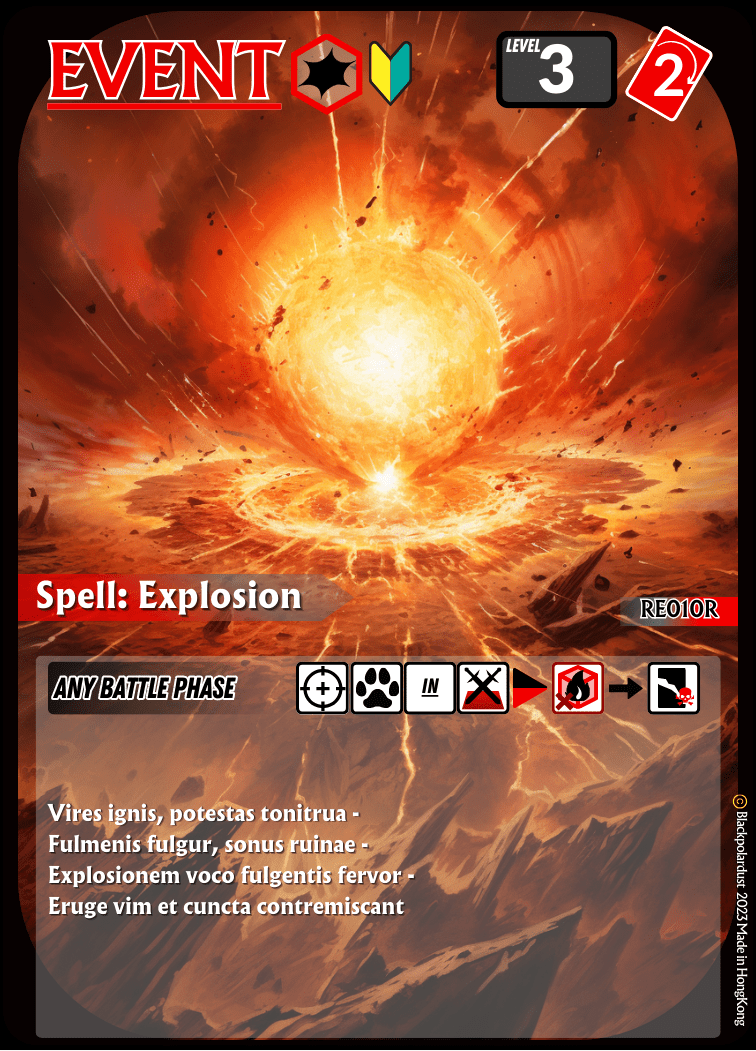 EVENT
LEVEL 3
2
Spell: Explosion
RE010R
ANY BATTLE PHASE
IN
Vires ignis, potestas tonitrua -
Fulmenis fulgur, sonus ruinae -
Explosionem voco fulgentis fervor -
Eruge vim et cuncta contremiscant
© Blackpolardust 2023 Made in HongKong